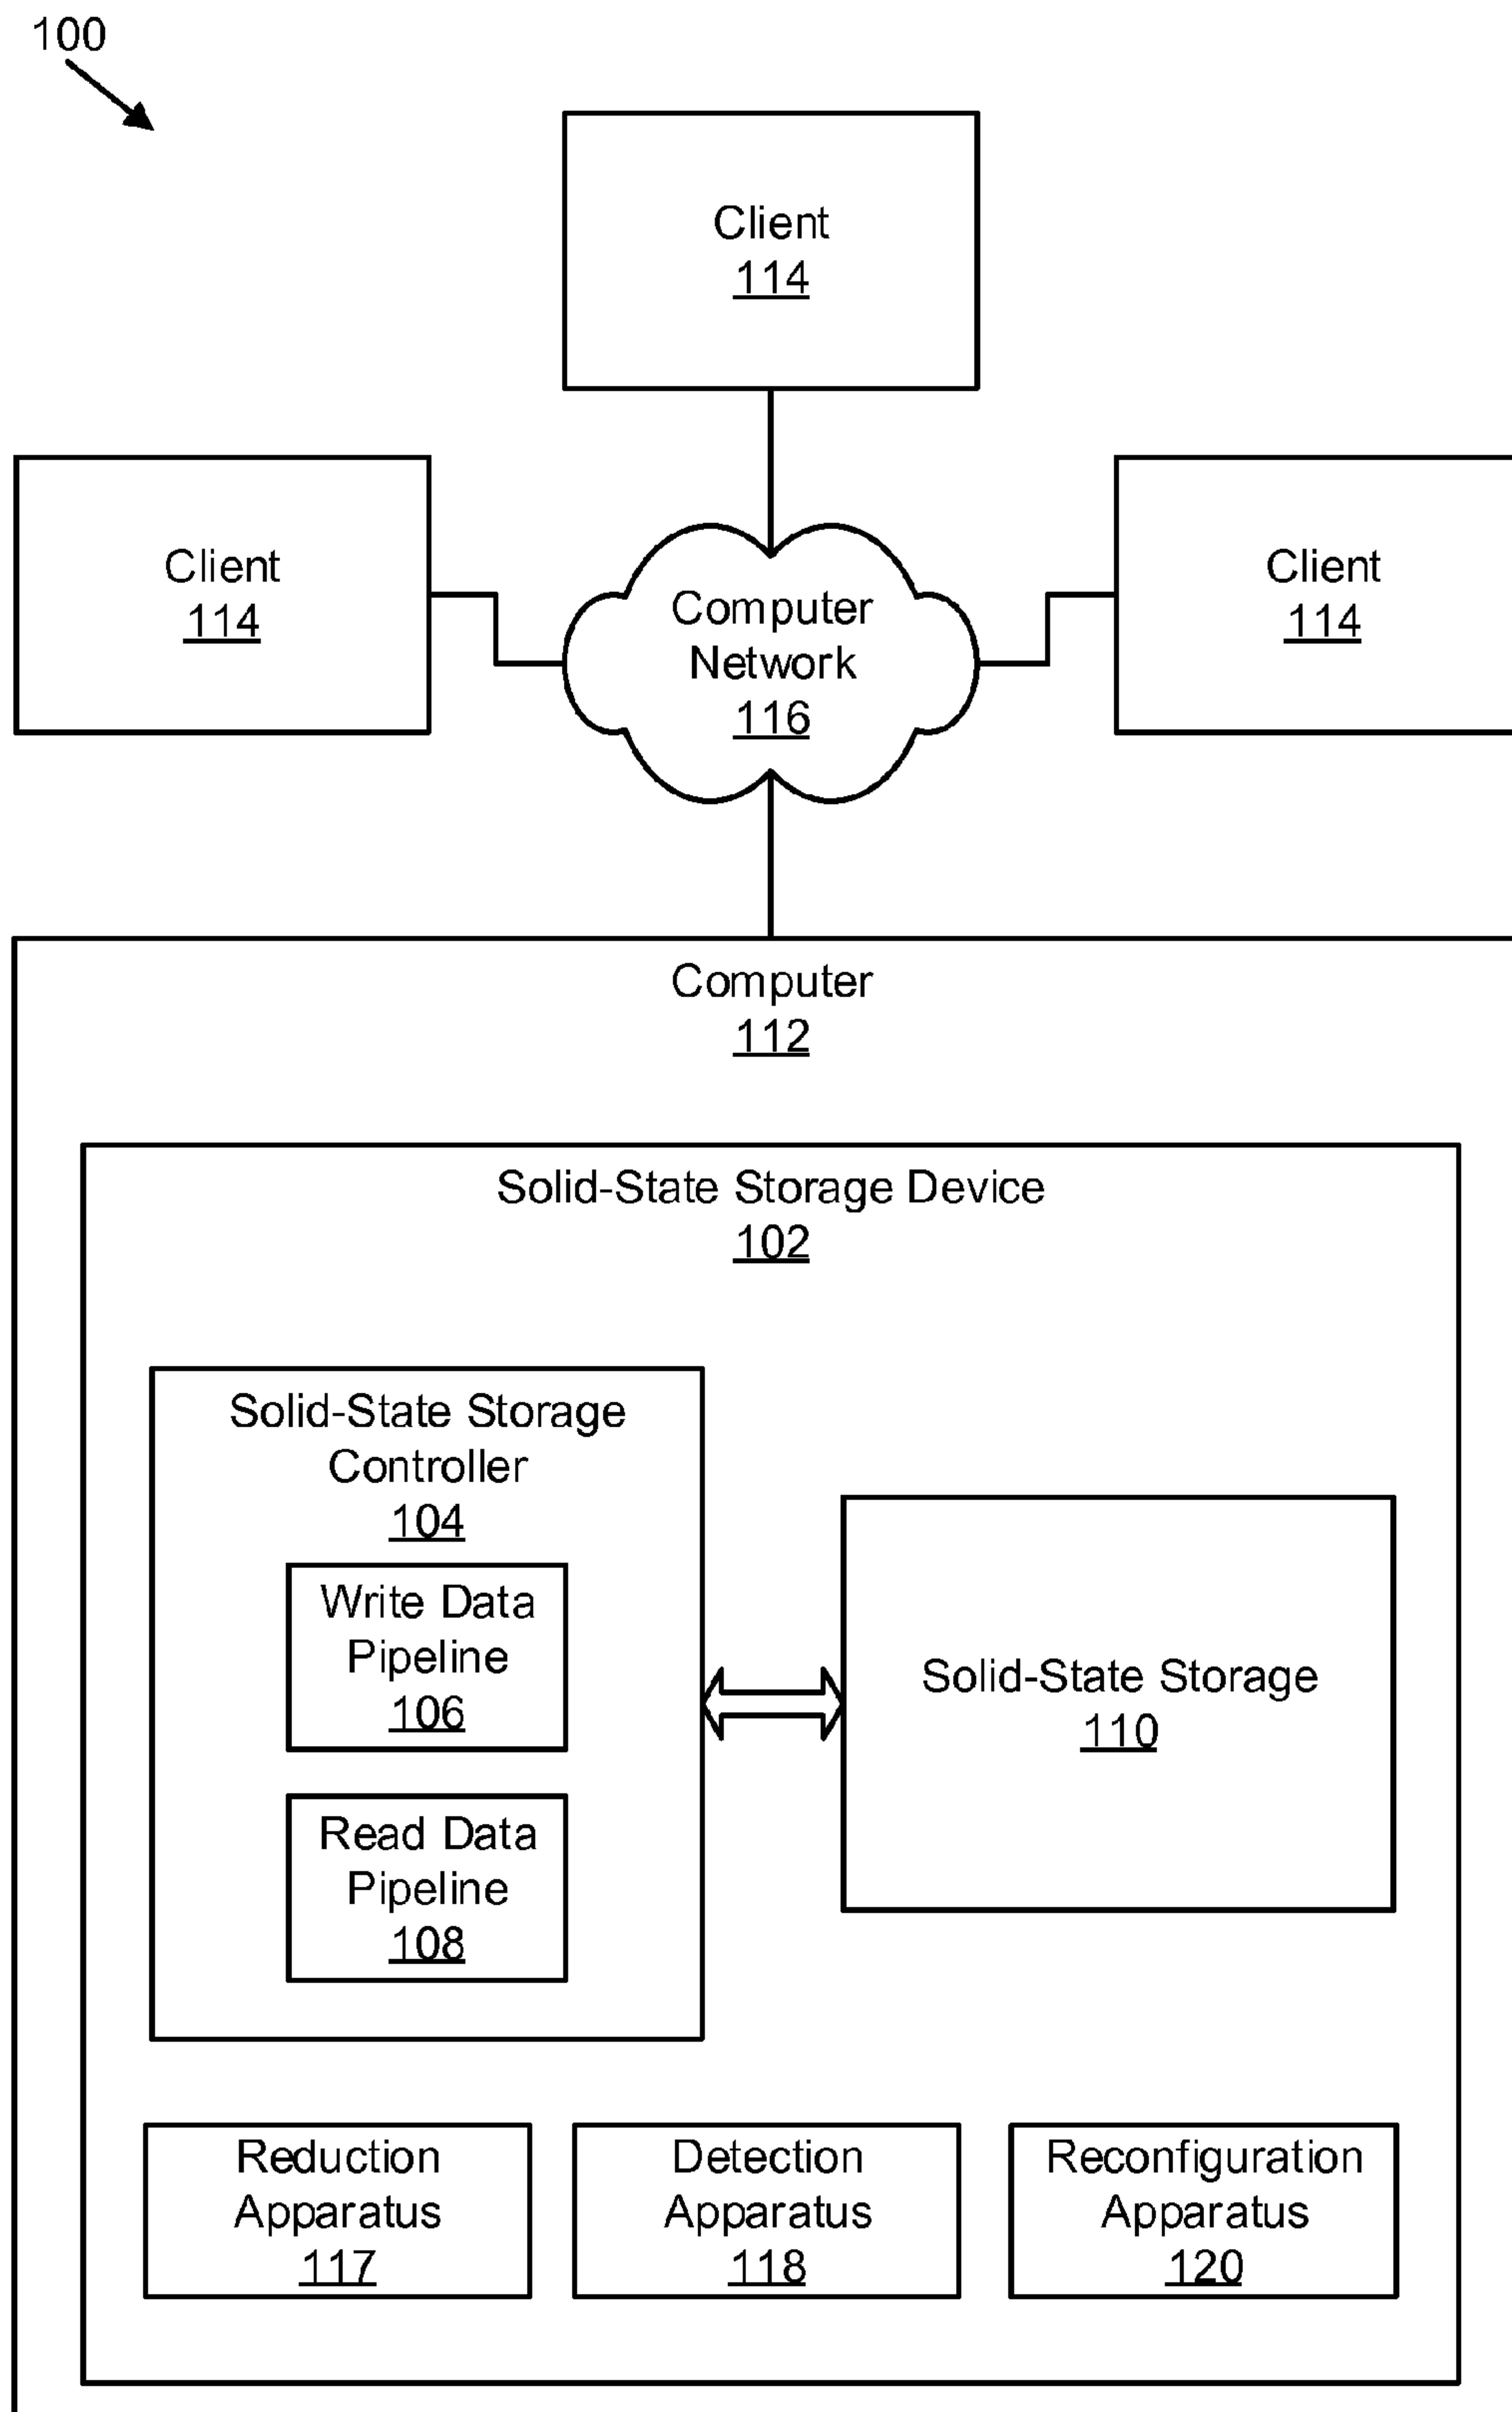 100
Client
114
Client
114
Client
114
Computer
Network
116
Computer
112
Solid-State Storage Device
102
Solid-State Storage
Controller
104
Write Data
Pipeline
106
Read Data
Pipeline
108
Solid-State Storage
110
Reduction
Apparatus
117
Detection
Apparatus
118
Reconfiguration
Apparatus
120